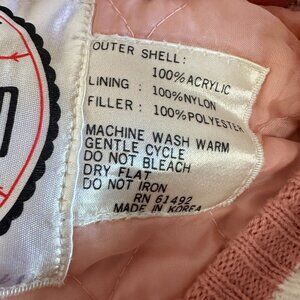 OUTER SHELL:
100% ACRYLIC
LINING : 100% NYLON
FILLER : 100% POLYESTER
MACHINE WASH WARM
GENTLE CYCLE
DO NOT BLEACH
DRY FLAT
DO NOT IRON
RN 61492
MADE IN KOREA